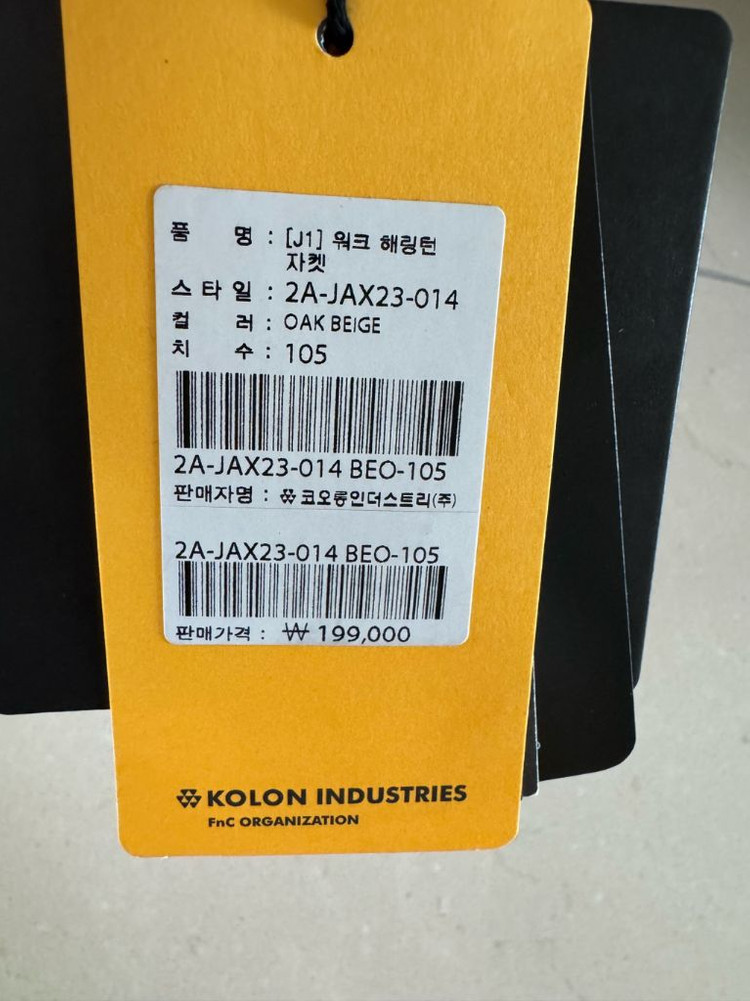 품 명 : [J1] 워크 해링턴
자켓
스타일 : 2A-JAX23-014
컬 러 : OAK BEIGE
치 수 : 105
2A-JAX23-014 BEO-105
판매자명 : 코오롱인더스트리(주)
2A-JAX23-014 BEO-105
판매가격 : ₩ 199,000
KOLON INDUSTRIES
FnC ORGANIZATION